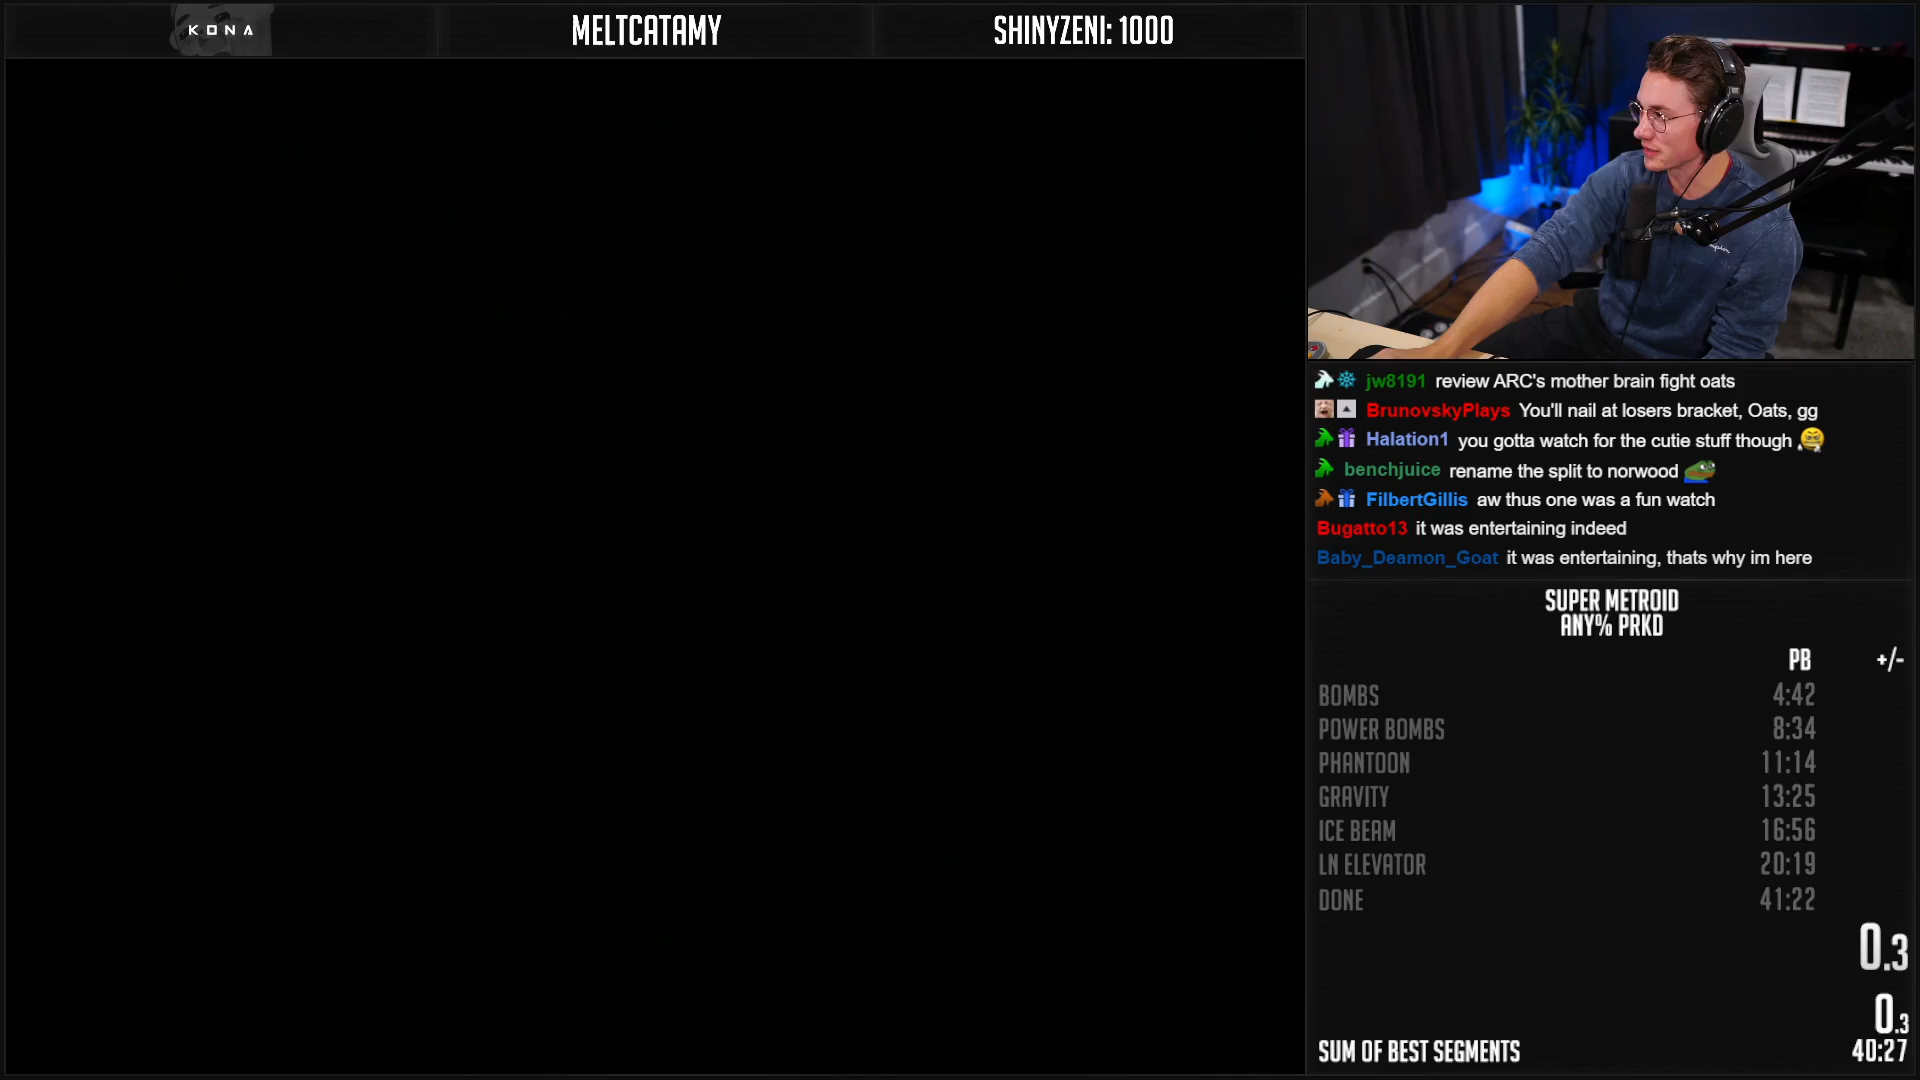 KONA
MELTCATAMY
SHINYZENI: 1000
jw8191 review ARC's mother brain fight oats
BrunovskyPlays You'll nail at losers bracket, Oats, gg
Halation1 you gotta watch for the cutie stuff though
benchjuice rename the split to norwood
FilbertGillis aw thus one was a fun watch
Bugatto13 it was entertaining indeed
Baby_Deamon_Goat it was entertaining, thats why im here
SUPER METROID
ANY% PRKD
PB +/-
BOMBS 4:42
POWER BOMBS 8:34
PHANTOON 11:14
GRAVITY 13:25
ICE BEAM 16:56
LN ELEVATOR 20:19
DONE 41:22
0.3
0.3
SUM OF BEST SEGMENTS 40:27